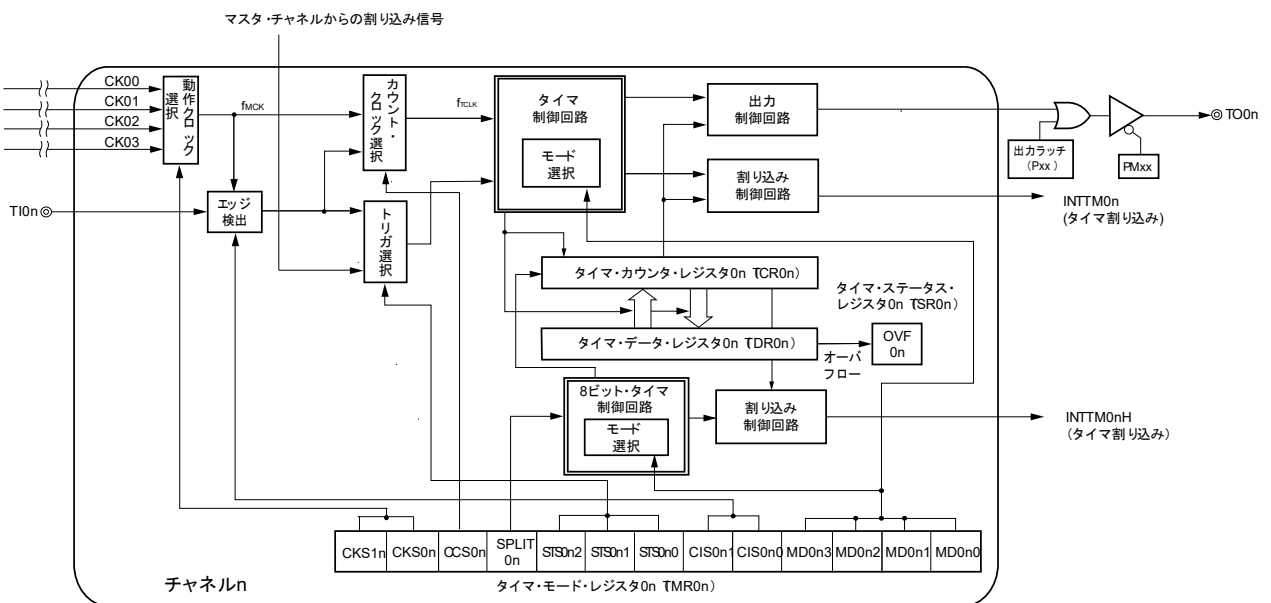 マスタ・チャネルからの割り込み信号
CK00
CK01
CK02
CK03
動作クロック
選択
fMCK
カウント・
クロック選択
fTCLK
タイマ
制御回路
モード
選択
出力
制御回路
TO0n
出力ラッチ
(Pxx)
PMxx
割り込み
制御回路
INTTM0n
(タイマ割り込み)
TI0n
エッジ
検出
トリガ選択
タイマ・カウンタ・レジスタ0n (TCR0n)
タイマ・ステータス・
レジスタ0n (TSR0n)
タイマ・データ・レジスタ0n (TDR0n)
オーバ
フロー
OVF
0n
8ビット・タイマ
制御回路
モード
選択
割り込み
制御回路
INTTM0nH
(タイマ割り込み)
CKS1n CKS0n CCS0n SPLIT
0n STS0n2 STS0n1 STS0n0 CIS0n1 CIS0n0 MD0n3 MD0n2 MD0n1 MD0n0
チャネルn
タイマ・モード・レジスタ0n (TMR0n)